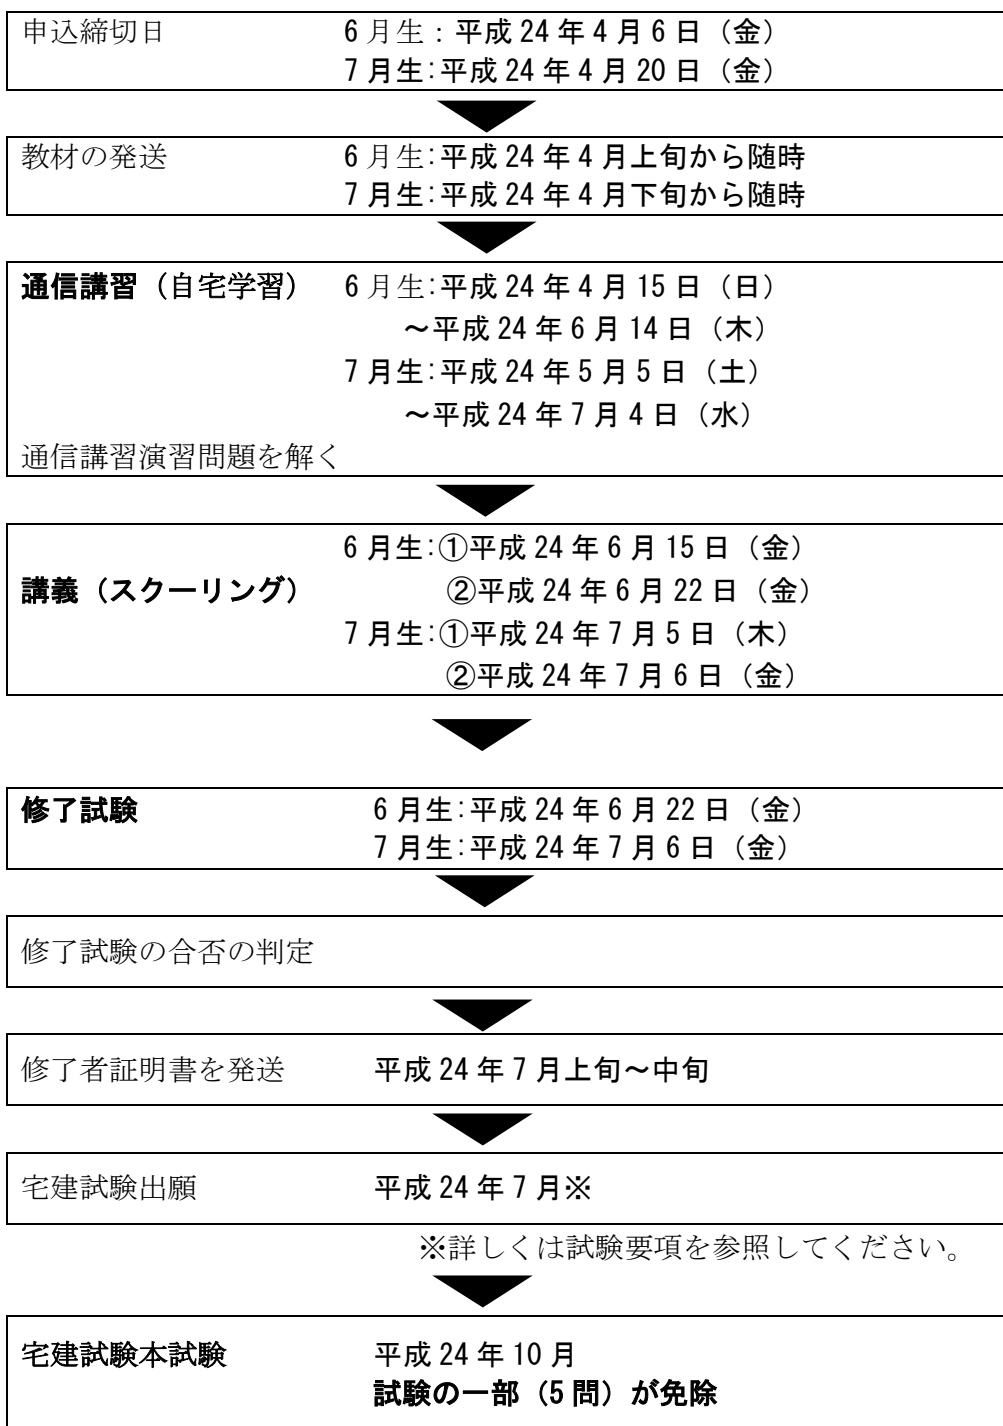 申込締切日 6月生：平成24年4月6日（金）
7月生:平成24年4月20日（金）
教材の発送 6月生:平成24年4月上旬から随時
7月生:平成24年4月下旬から随時
通信講習（自宅学習） 6月生:平成24年4月15日（日）
～平成24年6月14日（木）
7月生:平成24年5月5日（土）
～平成24年7月4日（水）
通信講習演習問題を解く
6月生:①平成24年6月15日（金）
講義（スクーリング） ②平成24年6月22日（金）
7月生:①平成24年7月5日（木）
②平成24年7月6日（金）
修了試験 6月生:平成24年6月22日（金）
7月生:平成24年7月6日（金）
修了試験の合否の判定
修了者証明書を発送 平成24年7月上旬～中旬
宅建試験出願 平成24年7月※
※詳しくは試験要項を参照してください。
宅建試験本試験 平成24年10月
試験の一部（5問）が免除